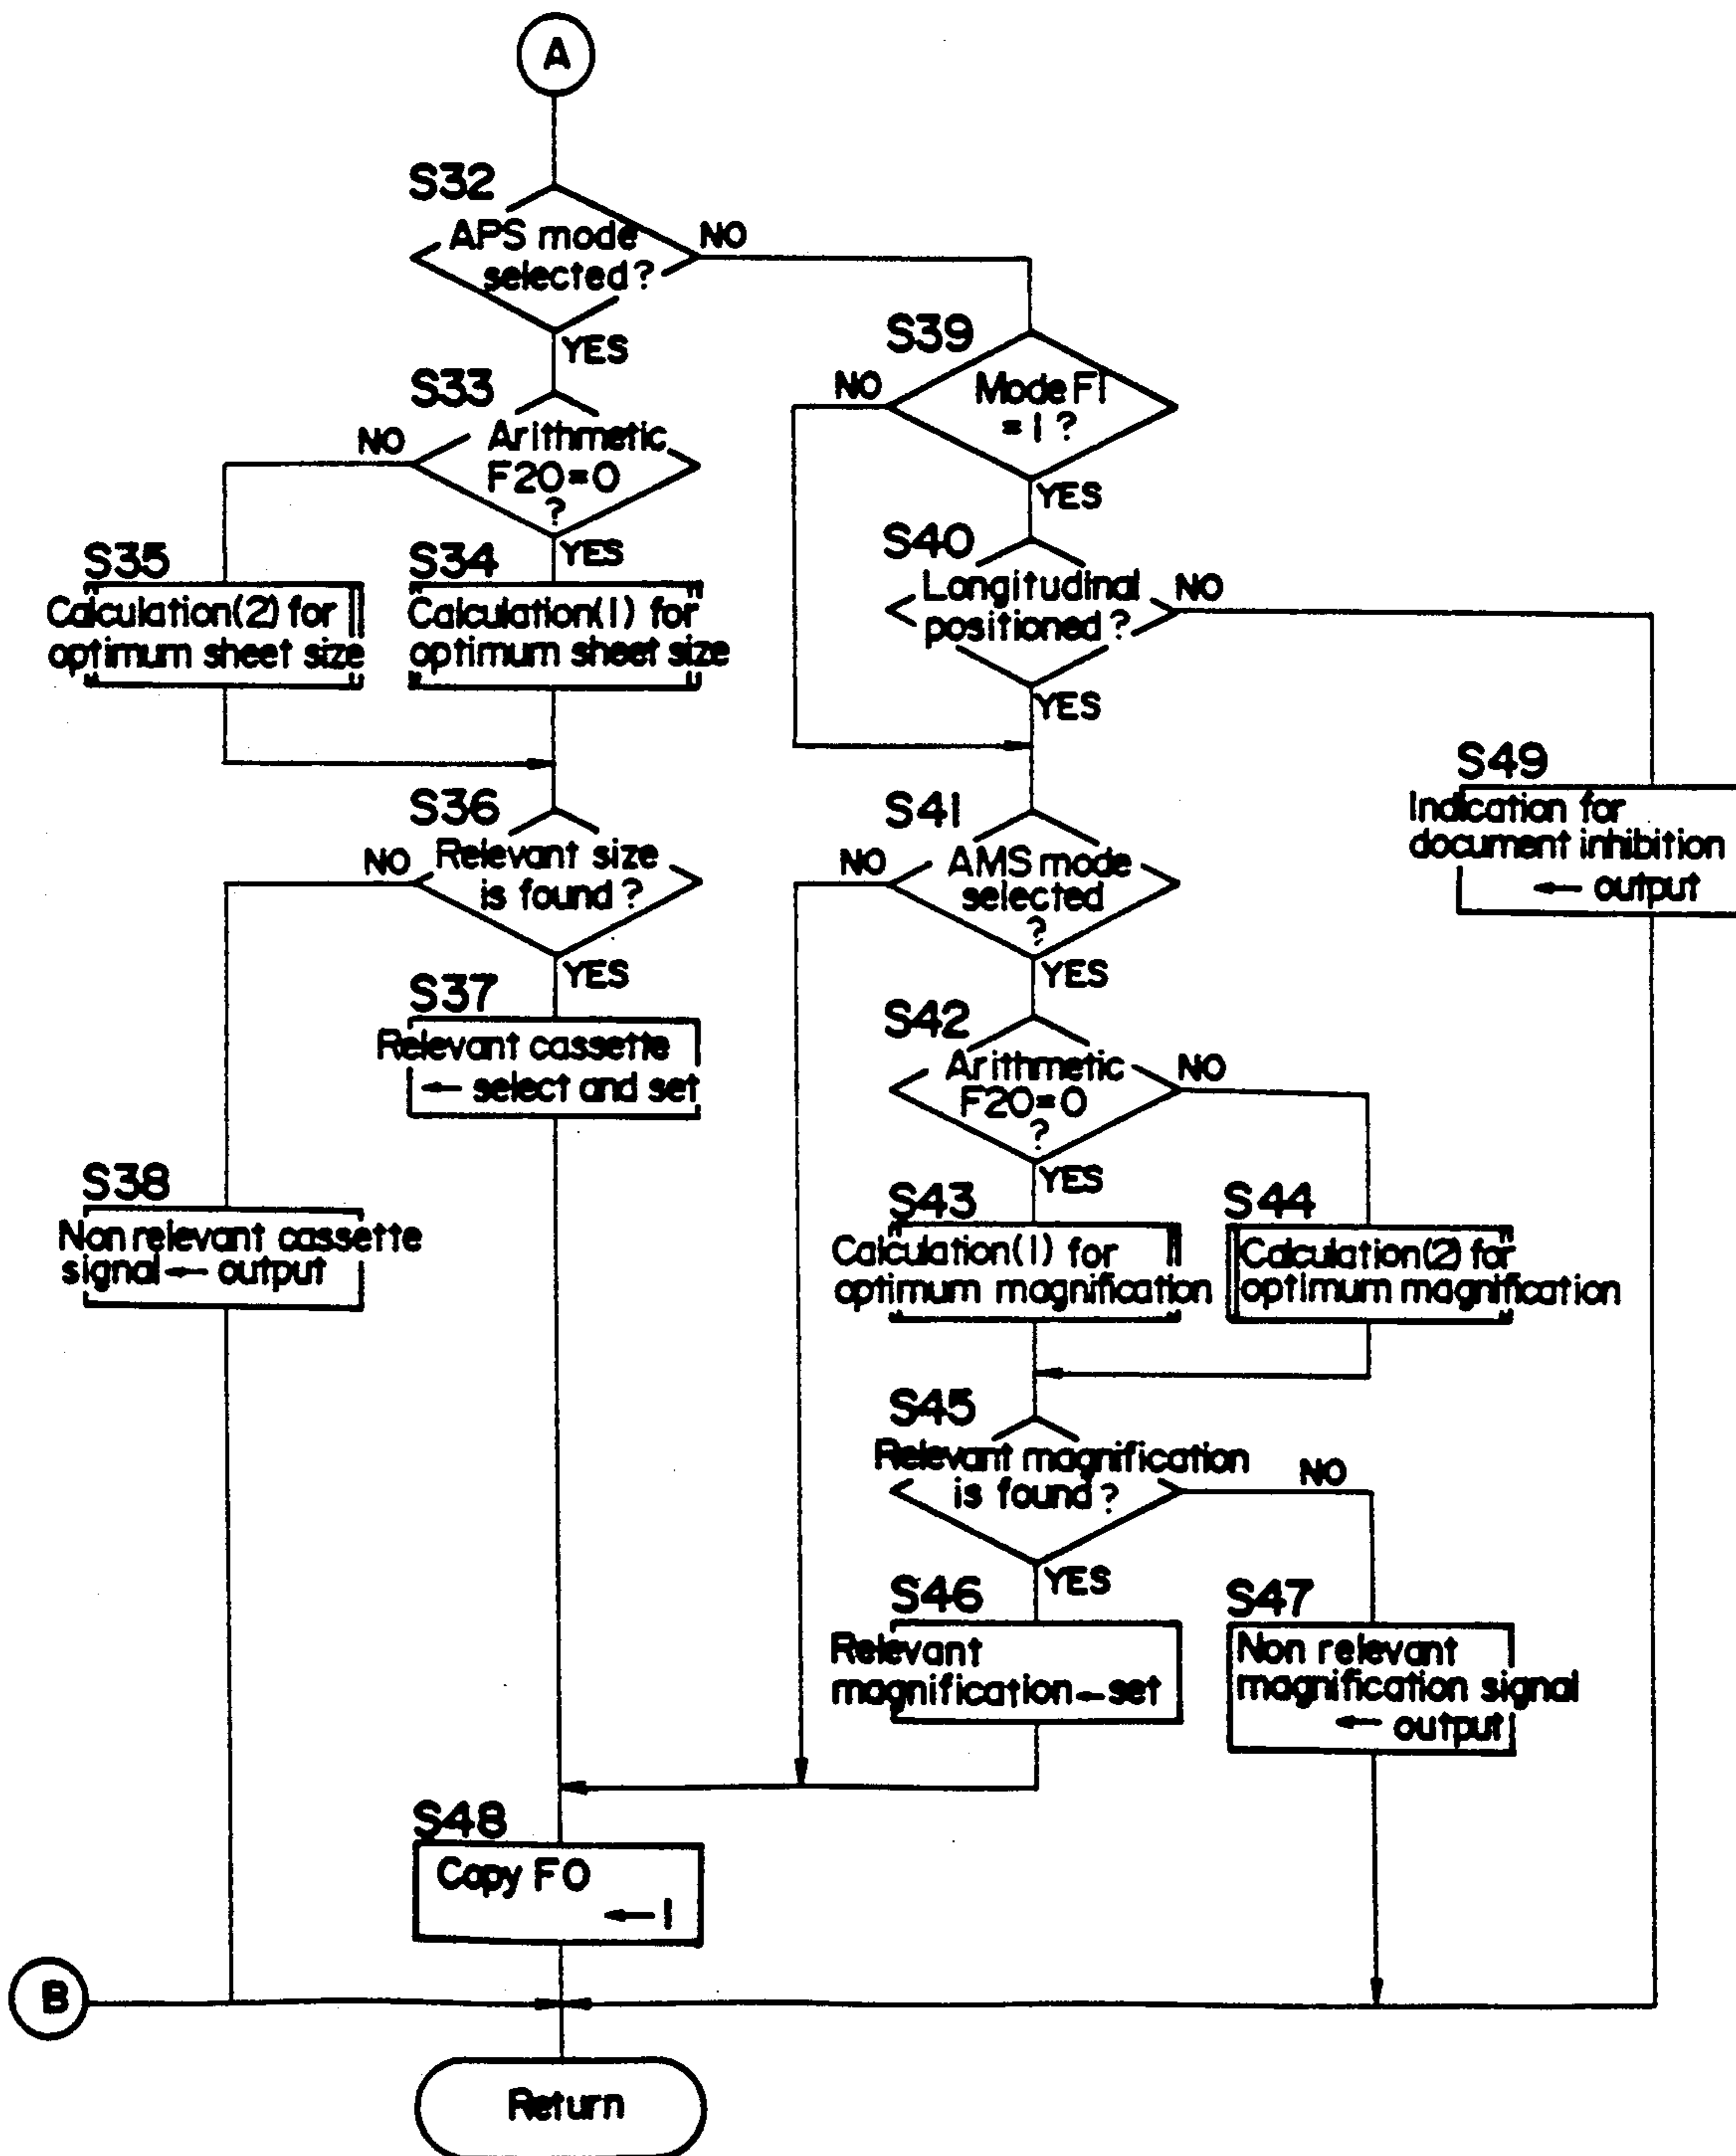 A
S32
APS mode
selected?
NO
YES
S33
Arithmetic
F20=0
?
NO
YES
S35
Calculation(2) for
optimum sheet size
S34
Calculation(1) for
optimum sheet size
S36
Relevant size
is found?
NO
YES
S37
Relevant cassette
← select and set
S38
Non relevant cassette
signal ← output
S39
Mode F1
=1?
NO
YES
S40
Longitudinal
positioned?
NO
YES
S49
Indication for
document inhibition
← output
S41
AMS mode
selected
?
NO
YES
S42
Arithmetic
F20=0
?
NO
YES
S43
Calculation(1) for
optimum magnification
S44
Calculation(2) for
optimum magnification
S45
Relevant magnification
is found?
NO
YES
S46
Relevant
magnification ← set
S47
Non relevant
magnification signal
← output
S48
Copy F0
← 1
B
Return